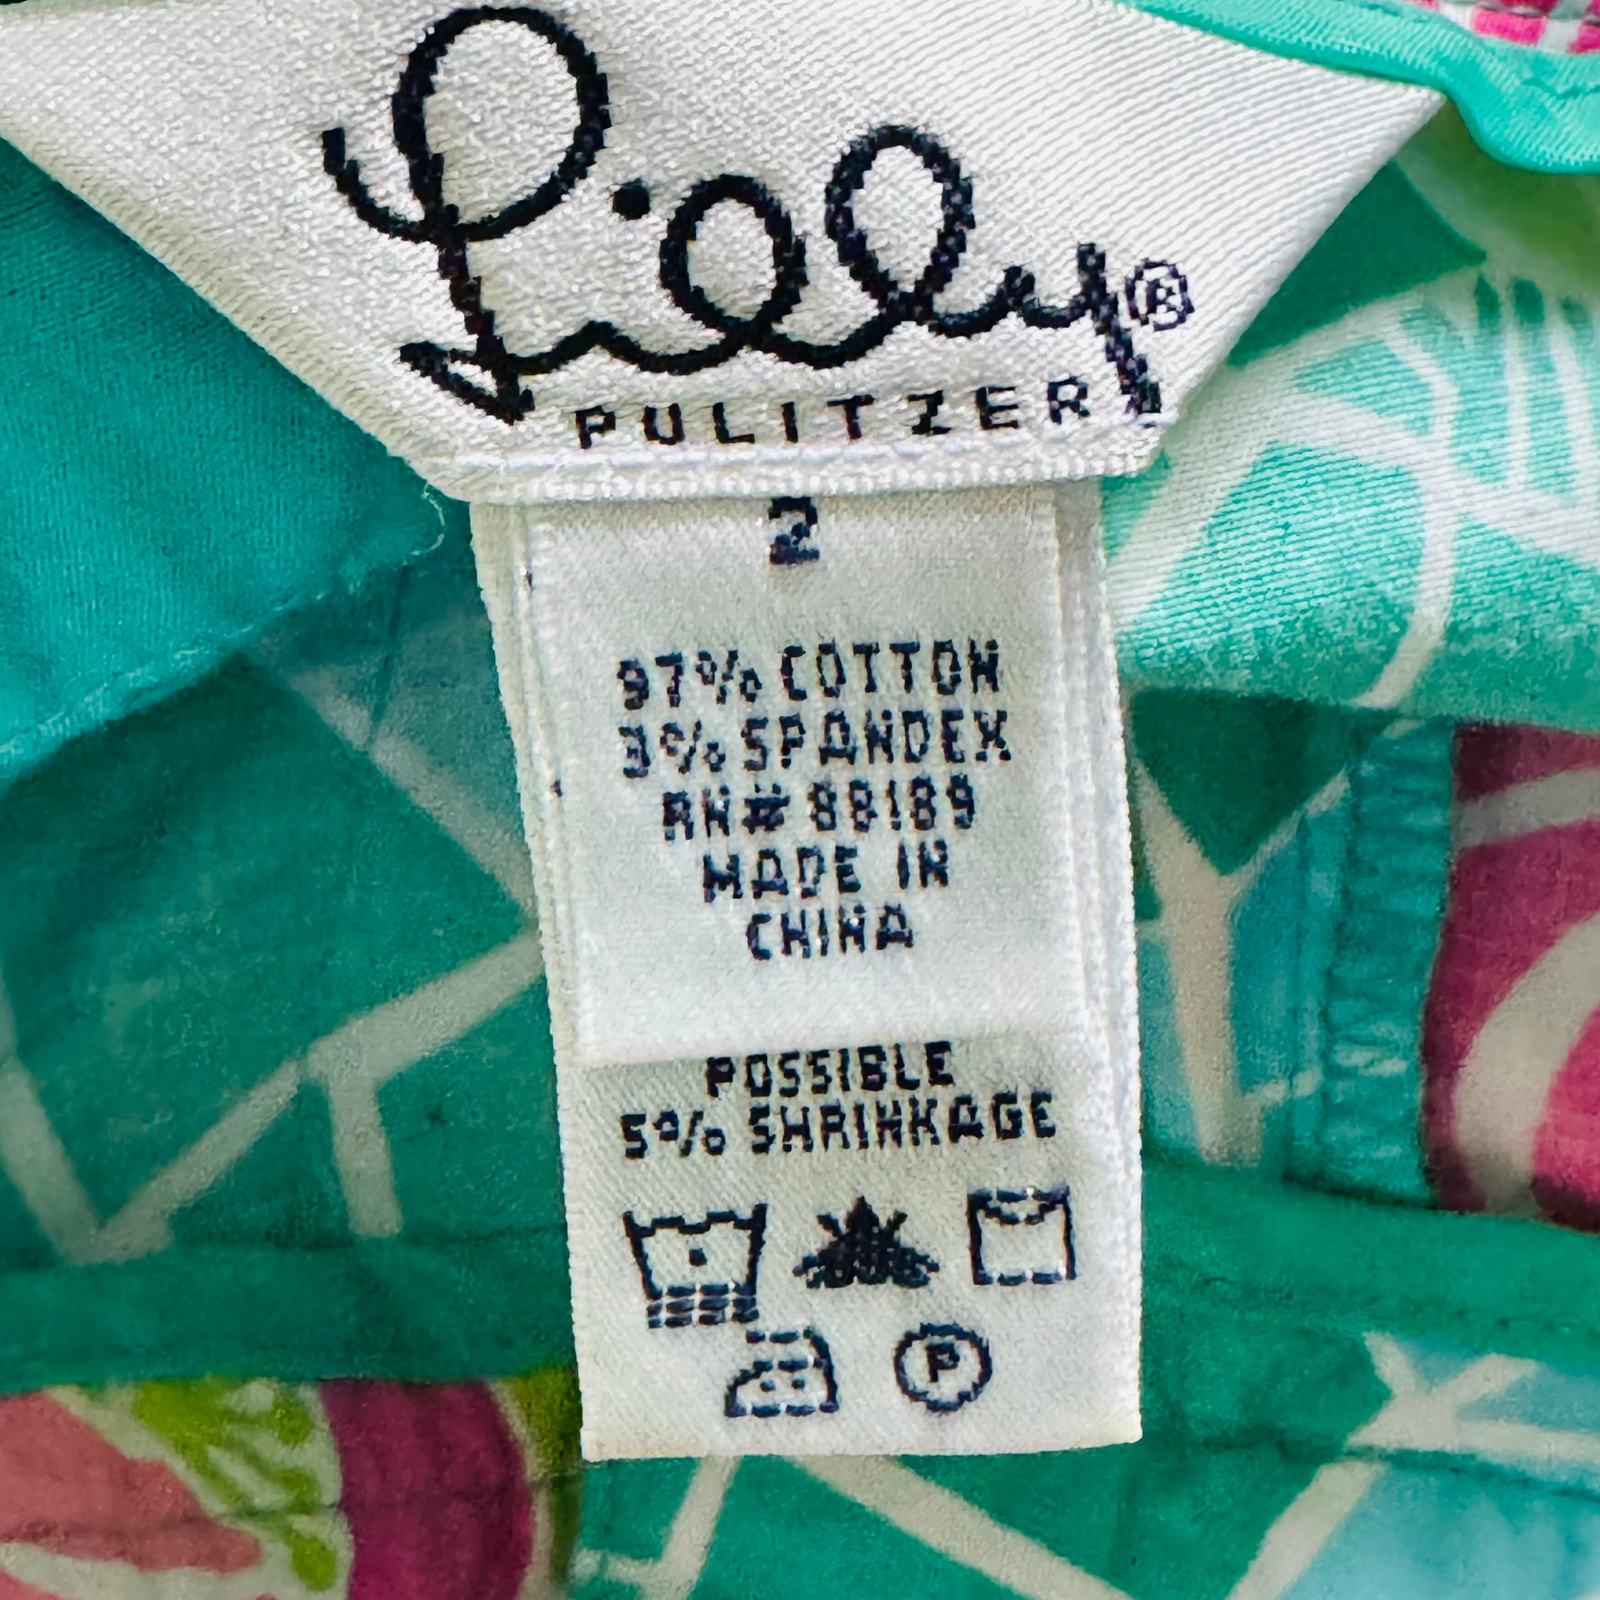 Lilly®
PULITZER
2
97% COTTON
3% SPANDEX
RN# 88189
MADE IN
CHINA
POSSIBLE
5% SHRINKAGE
P